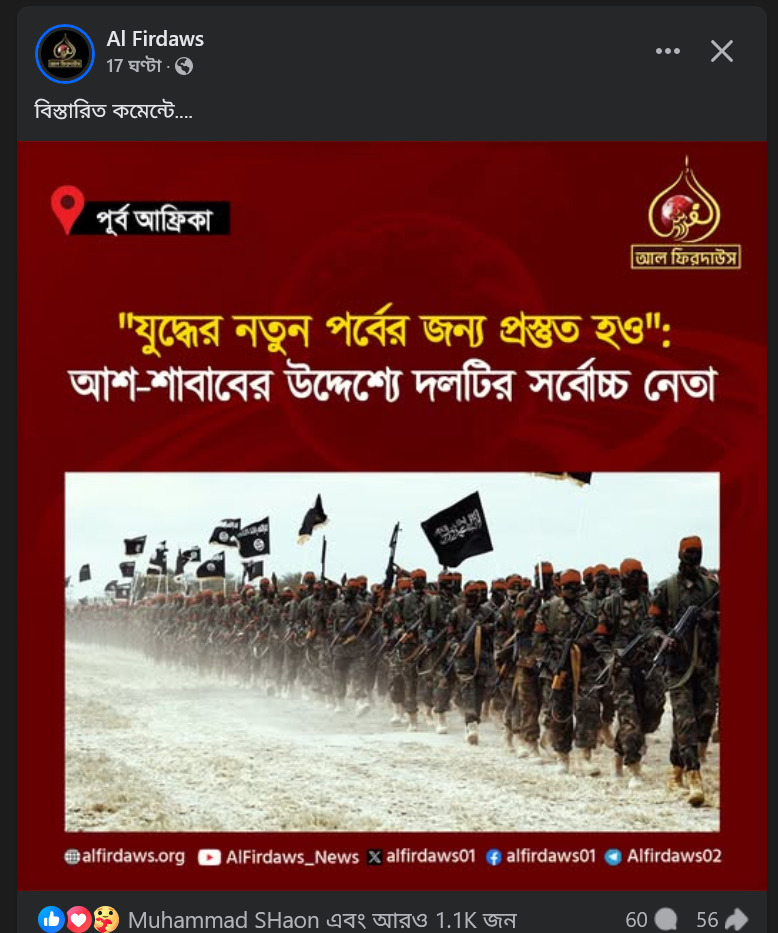 Al Firdaws
17 ঘণ্টা ·
বিস্তারিত কমেন্টে....
পূর্ব আফ্রিকা
আল ফিরদাউস
"যুদ্ধের নতুন পর্বের জন্য প্রস্তুত হও":
আশ-শাবাবের উদ্দেশ্যে দলটির সর্বোচ্চ নেতা
alfirdaws.org AlFirdaws_News alfirdaws01 alfirdaws01 Alfirdaws02
Muhammad SHaon এবং আরও 1.1K জন 60 56